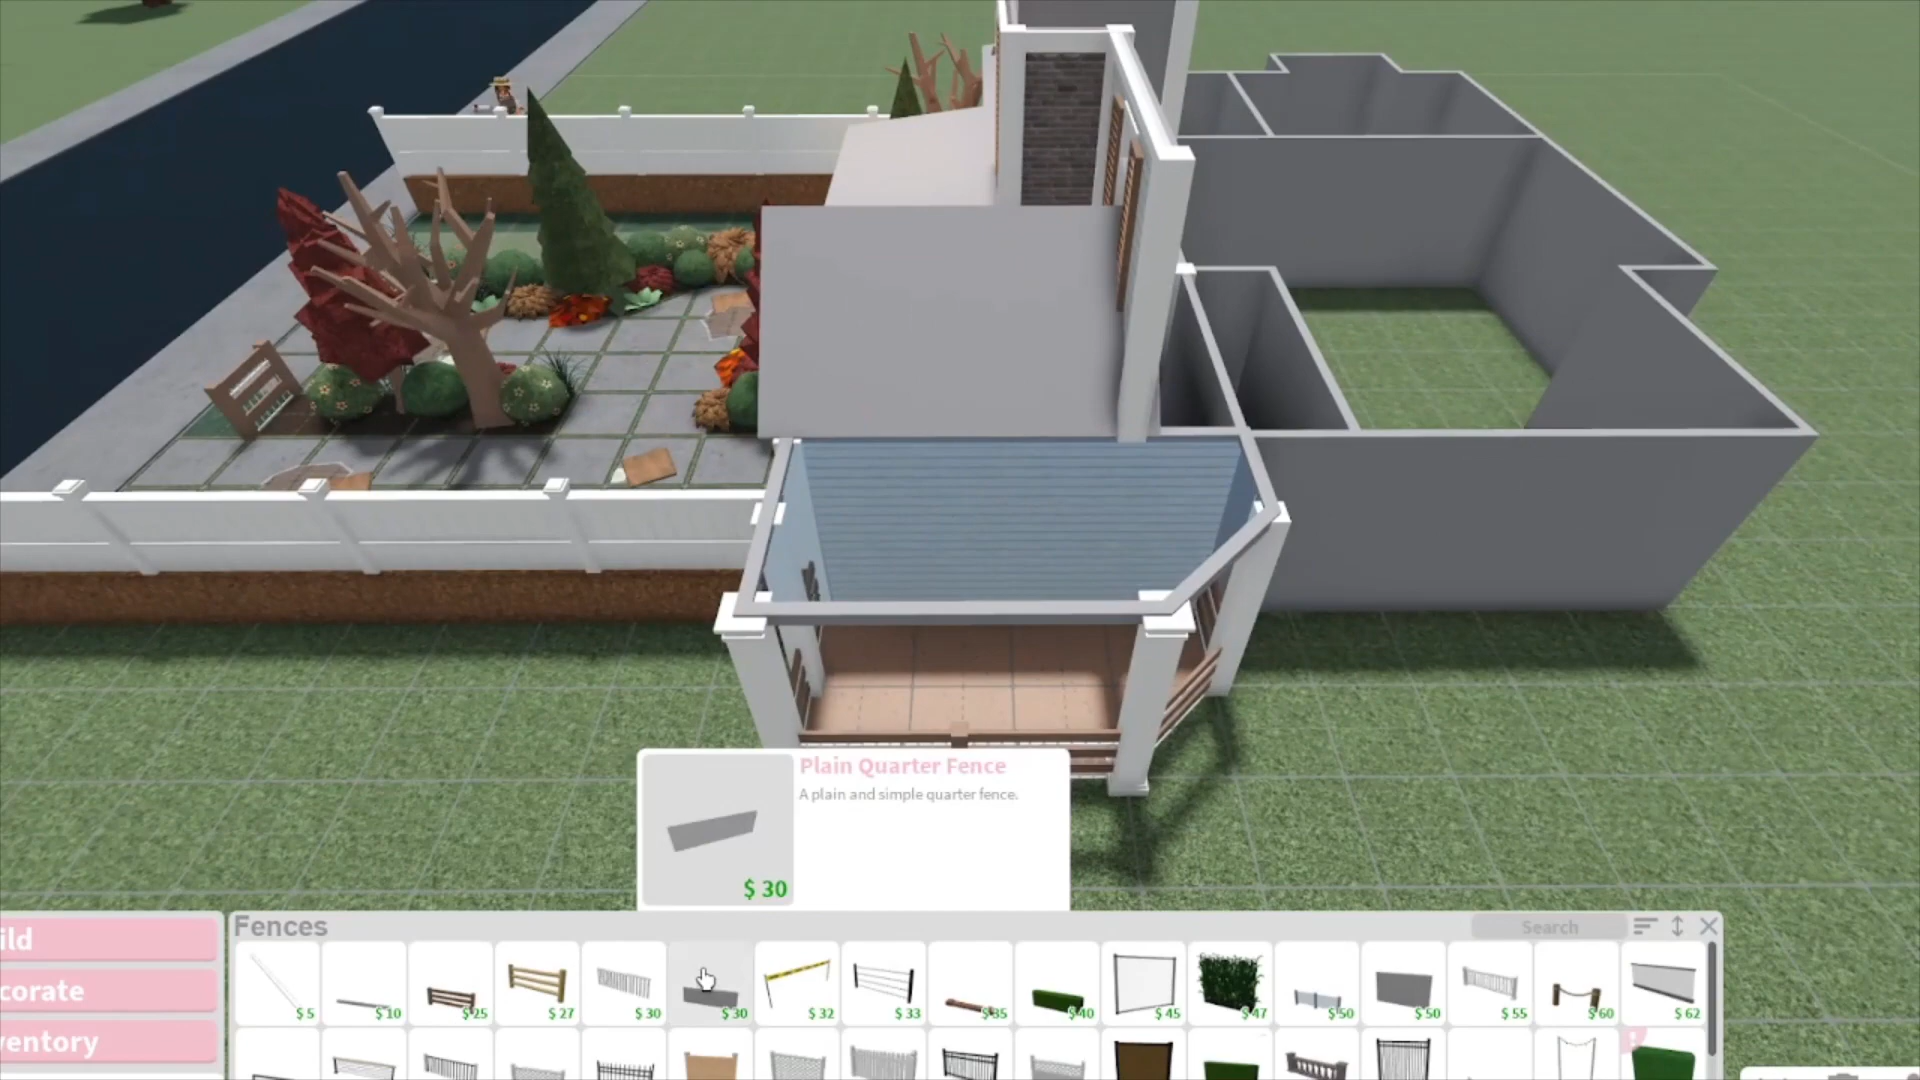 Plain Quarter Fence
A plain and simple quarter fence.
$ 30
Fences
Search
ild
corate
ventory
$ 5
$ 10
$ 25
$ 27
$ 30
$ 30
$ 32
$ 33
$ 35
$ 40
$ 45
$ 47
$ 50
$ 50
$ 55
$ 60
$ 62